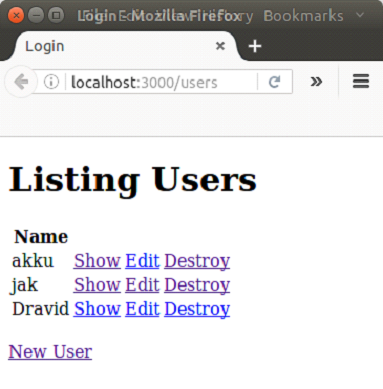 Login - Mozilla Firefox Bookmarks
Login
localhost:3000/users
Listing Users
Name
akku Show Edit Destroy
jak Show Edit Destroy
Dravid Show Edit Destroy
New User